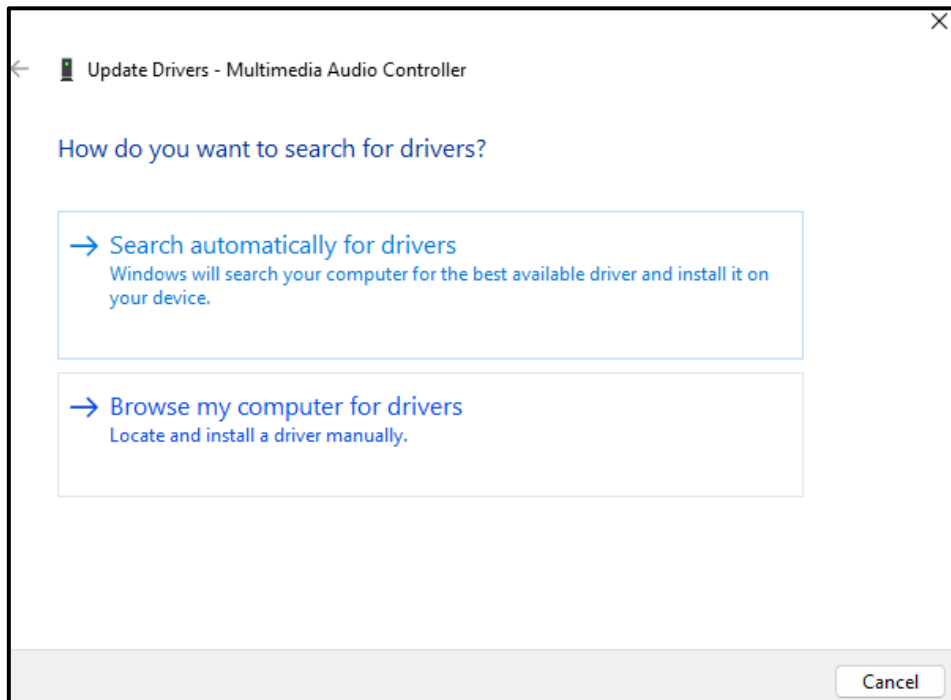 Update Drivers - Multimedia Audio Controller
How do you want to search for drivers?
Search automatically for drivers
Windows will search your computer for the best available driver and install it on
your device.
Browse my computer for drivers
Locate and install a driver manually.
Cancel